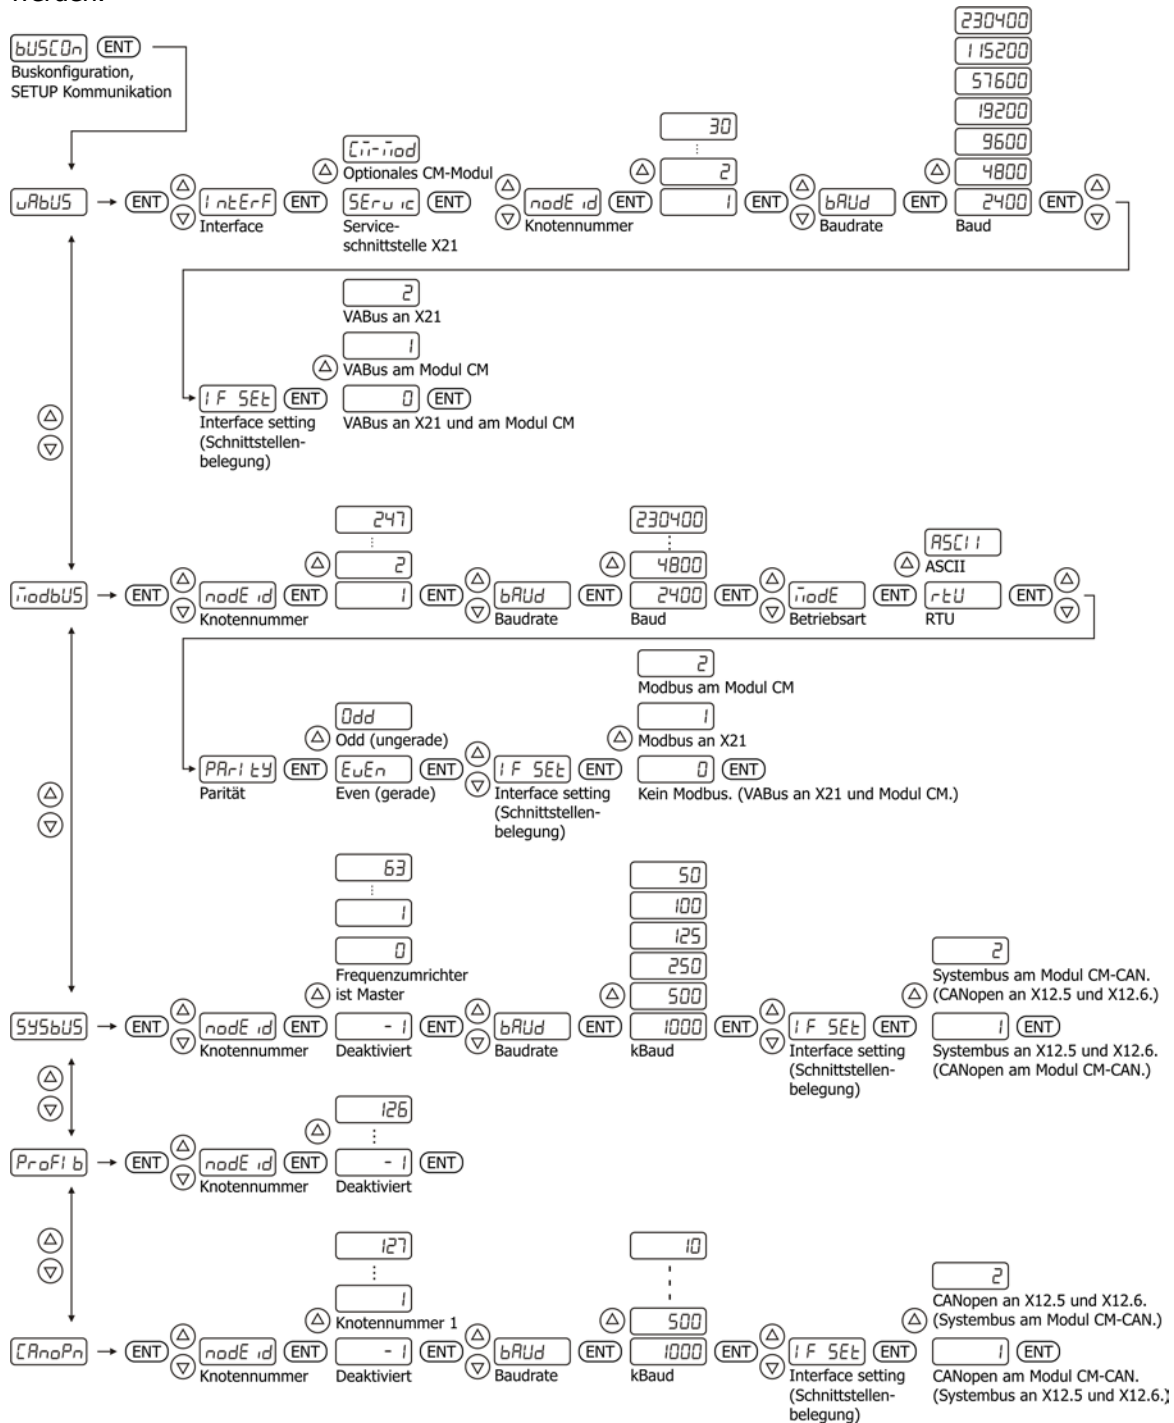 werden.
230400
115200
57600
19200
9600
4800
2400
bUSCOn ENT
Buskonfiguration,
SETUP Kommunikation
30
2
1
Cm-mod
Optionales CM-Modul
vAbUS ENT IntErF ENT SErvic ENT nodE id ENT 1 ENT bAUd ENT 2400 ENT
Interface
Service-
schnittstelle X21
Knotennummer
Baudrate
Baud
2
VABus an X21
1
VABus am Modul CM
IF SEt ENT 0 ENT
Interface setting
(Schnittstellen-
belegung)
VABus an X21 und am Modul CM
247
2
230400
4800
ASCII
ASCII
modbUS ENT nodE id ENT 1 ENT bAUd ENT 2400 ENT modE ENT rtU ENT
Knotennummer
Baudrate
Baud
Betriebsart
RTU
2
Modbus am Modul CM
1
Modbus an X21
Odd
Odd (ungerade)
PArItY ENT EvEn ENT IF SEt ENT 0 ENT
Parität
Even (gerade)
Interface setting
(Schnittstellen-
belegung)
Kein Modbus. (VABus an X21 und Modul CM.)
63
1
0
Frequenzumrichter
ist Master
50
100
125
250
500
2
Systembus am Modul CM-CAN.
(CANopen an X12.5 und X12.6.)
SYSbUS ENT nodE id ENT -1 ENT bAUd ENT 1000 ENT IF SEt ENT 1 ENT
Knotennummer
Deaktiviert
Baudrate
kBaud
Interface setting
(Schnittstellen-
belegung)
Systembus an X12.5 und X12.6.
(CANopen am Modul CM-CAN.)
126
ProFIb ENT nodE id ENT -1 ENT
Knotennummer
Deaktiviert
127
1
Knotennummer 1
10
500
2
CANopen an X12.5 und X12.6.
(Systembus am Modul CM-CAN.)
CAnoPn ENT nodE id ENT -1 ENT bAUd ENT 1000 ENT IF SEt ENT 1 ENT
Knotennummer
Deaktiviert
Baudrate
kBaud
Interface setting
(Schnittstellen-
belegung)
CANopen am Modul CM-CAN.
(Systembus an X12.5 und X12.6.)